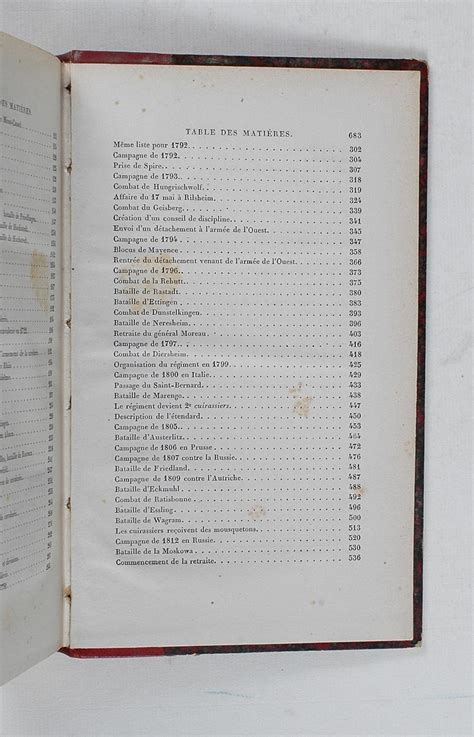 TABLE DES MATIÈRES. 683
Même liste pour 1792. 302
Campagne de 1792. 304
Prise de Spire. 307
Campagne de 1793. 318
Combat de Hungrischwolf. 319
Affaire du 17 mai à Rilsheim 324
Combat du Geisberg. 339
Création d'un conseil de discipline. 341
Envoi d'un détachement à l'armée de l'Ouest. 345
Campagne de 1794 347
Blocus de Mayence 358
Rentrée du détachement venant de l'armée de l'Ouest. 366
Campagne de 1796. 373
Combat de la Rehutt. 375
Bataille de Rastadt. 380
Bataille d'Ettingen 383
Combat de Dunstelkingen. 393
Bataille de Neresheim. 396
Retraite du général Moreau. 403
Campagne de 1797. 416
Combat de Diersheim. 418
Organisation du régiment en 1799. 425
Campagne de 1800 en Italie. 429
Passage du Saint-Bernard. 433
Bataille de Marengo. 438
Le régiment devient 2e cuirassiers. 447
Description de l'étendard. 450
Campagne de 1805. 453
Bataille d'Austerlitz. 464
Campagne de 1806 en Prusse 472
Campagne de 1807 contre la Russie. 476
Bataille de Friedland. 481
Campagne de 1809 contre l'Autriche 487
Bataille d'Eckmuhl 488
Combat de Ratisbonne 492
Bataille d'Essling 496
Bataille de Wagram. 500
Les cuirassiers reçoivent des mousquetons. 513
Campagne de 1812 en Russie. 520
Bataille de la Moskowa 530
Commencement de la retraite. 536